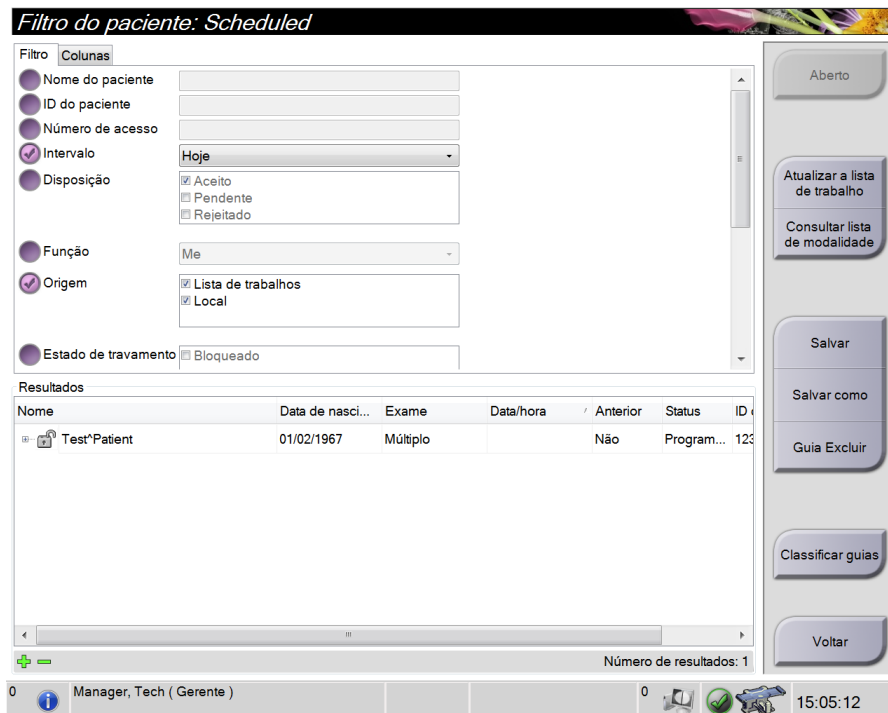 Filtro do paciente: Scheduled
Filtro Colunas
Nome do paciente
ID do paciente
Número de acesso
Intervalo Hoje
Disposição Aceito
Pendente
Rejeitado
Função Me
Origem Lista de trabalhos
Local
Estado de travamento Bloqueado
Resultados
Nome Data de nasci... Exame Data/hora Anterior Status ID
Test^Patient 01/02/1967 Múltiplo Não Program... 123
Número de resultados: 1
Aberto
Atualizar a lista
de trabalho
Consultar lista
de modalidade
Salvar
Salvar como
Guia Excluir
Classificar guias
Voltar
0 Manager, Tech ( Gerente ) 0 15:05:12